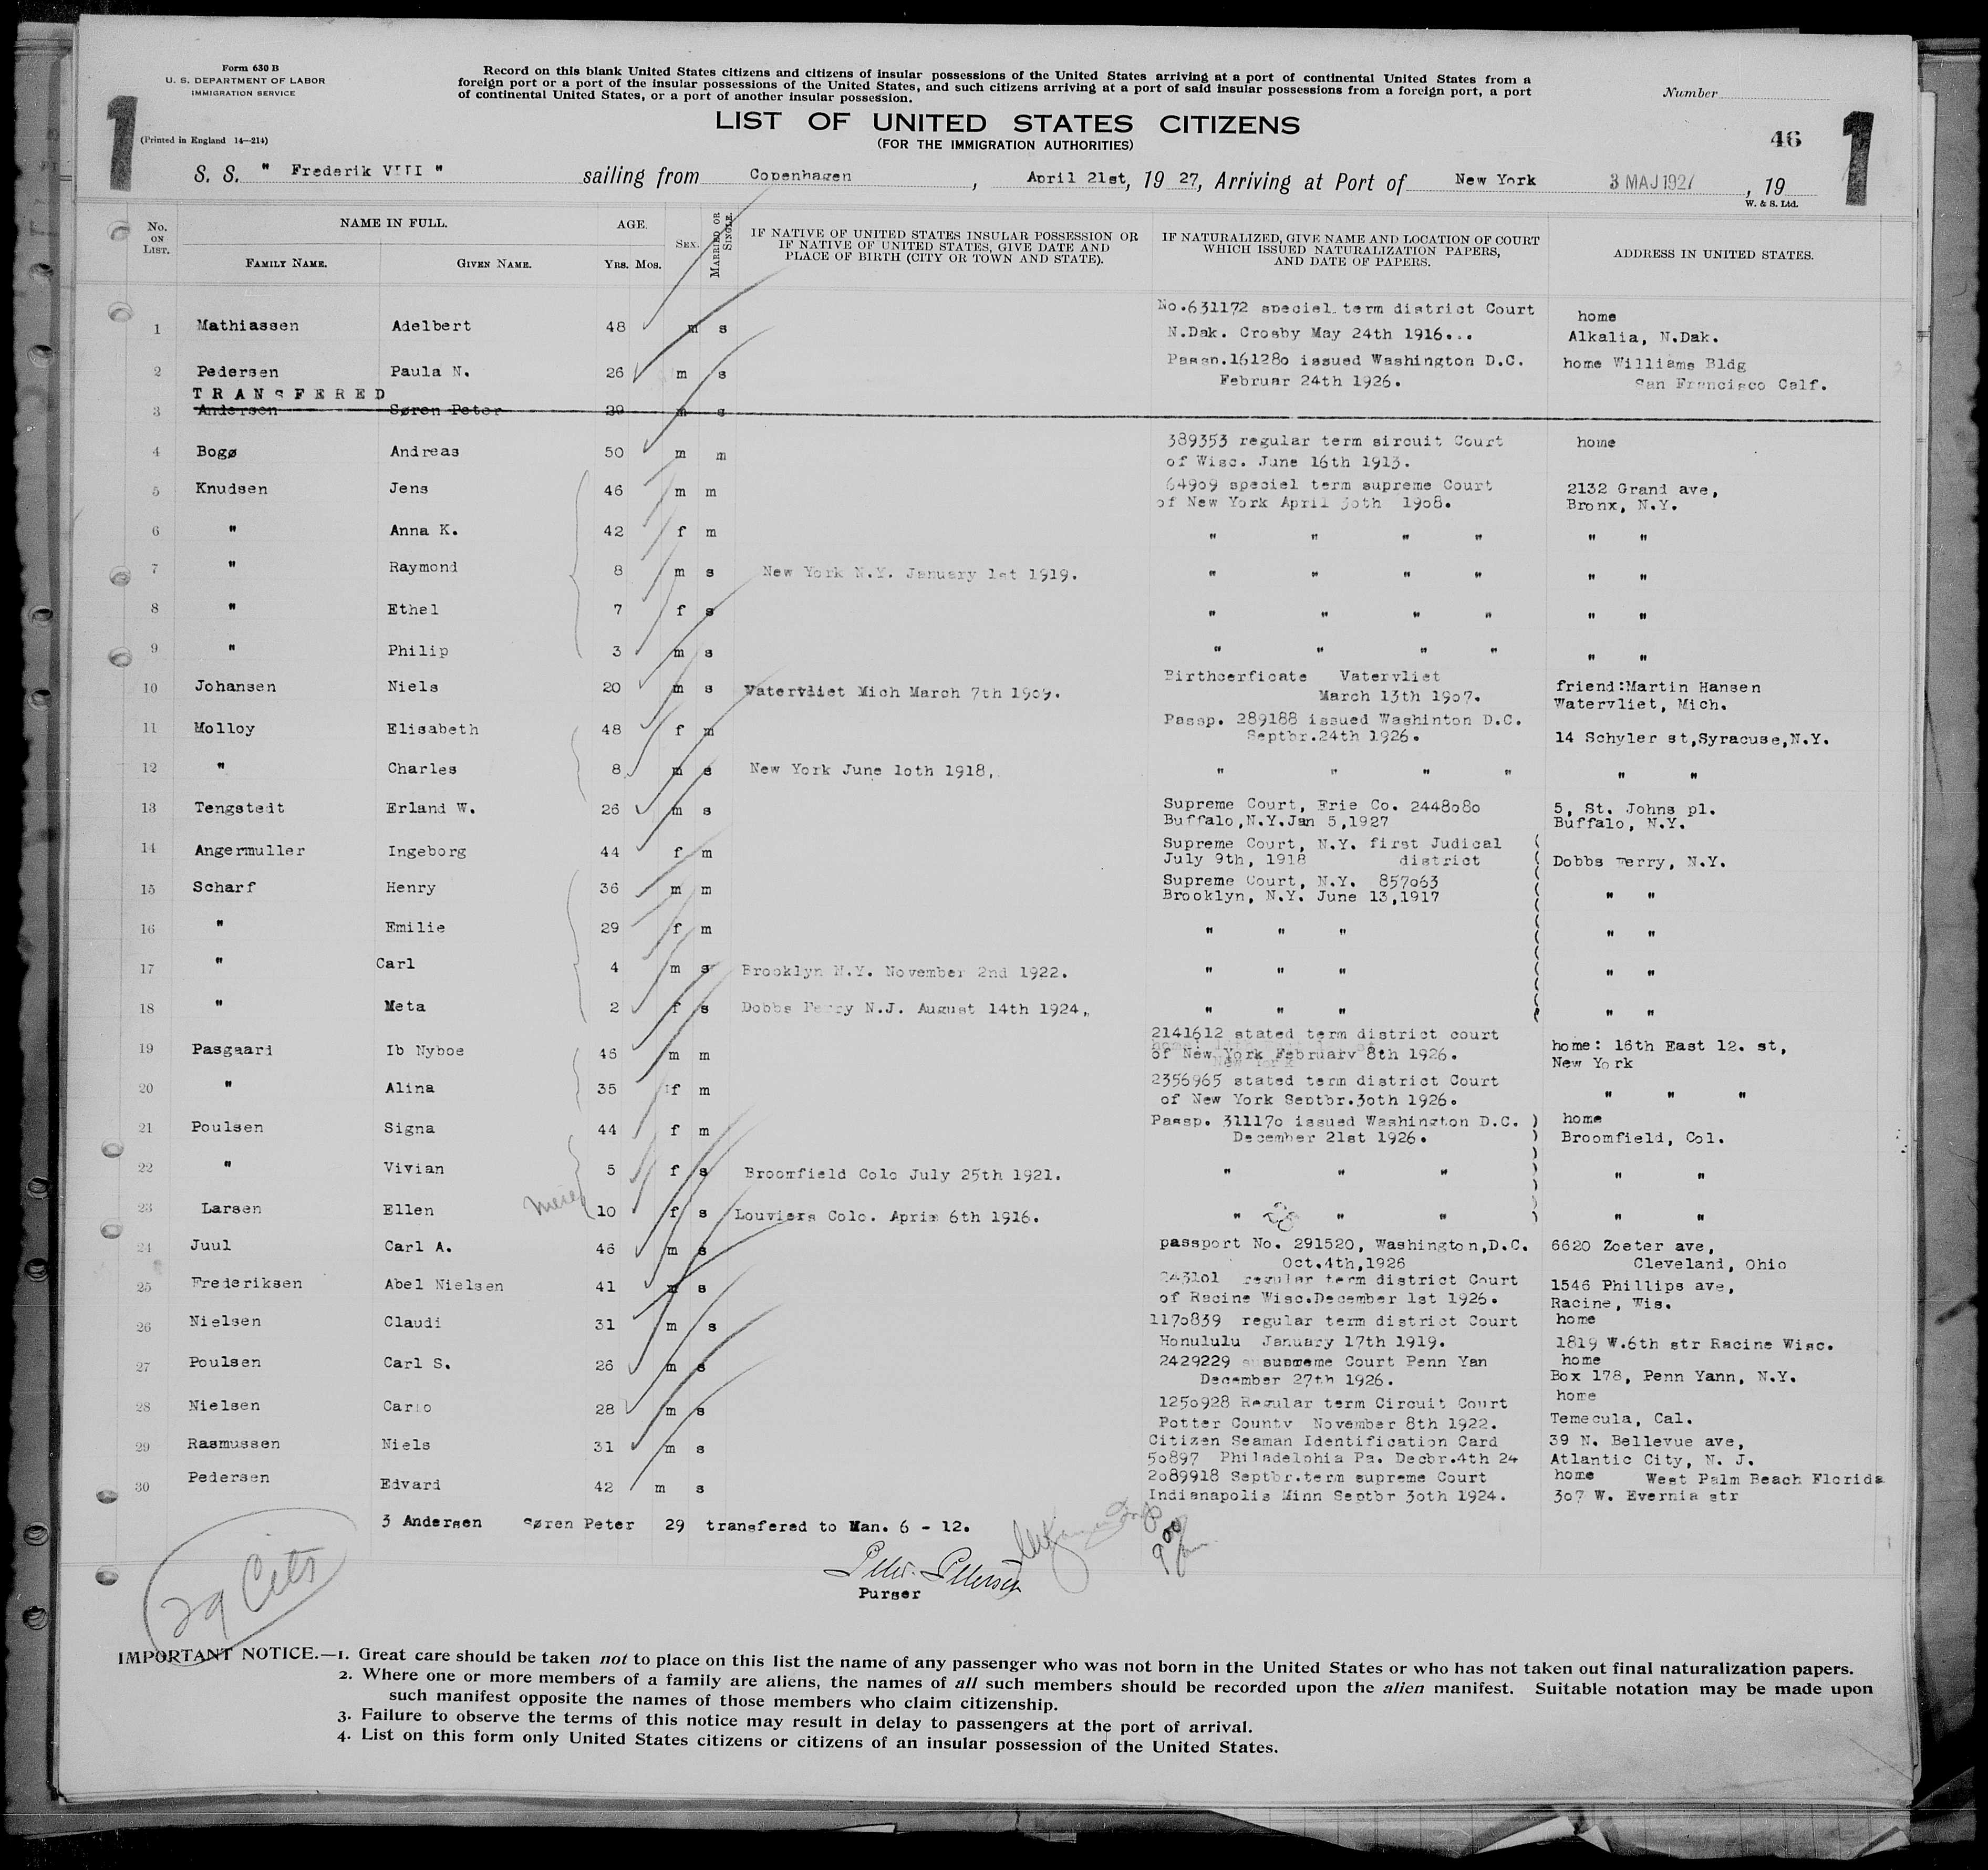 Form 630 B
U. S. DEPARTMENT OF LABOR
IMMIGRATION SERVICE
(Printed in England 14—214)
1
Record on this blank United States citizens and citizens of insular possessions of the United States arriving at a port of continental United States from a
foreign port or a port of the insular possessions of the United States, and such citizens arriving at a port of said insular possessions from a foreign port, a port
of continental United States, or a port of another insular possession.
Number
46
1
LIST OF UNITED STATES CITIZENS
(FOR THE IMMIGRATION AUTHORITIES)
S. S. " Frederik VIII " sailing from Copenhagen , April 21st, 19 27, Arriving at Port of New York 3 MAJ 1927 , 19
W. & S. Ltd.
No. ON LIST. NAME IN FULL. AGE. SEX. MARRIED OR SINGLE. IF NATIVE OF UNITED STATES INSULAR POSSESSION OR IF NATIVE OF UNITED STATES, GIVE DATE AND PLACE OF BIRTH (CITY OR TOWN AND STATE). IF NATURALIZED, GIVE NAME AND LOCATION OF COURT WHICH ISSUED NATURALIZATION PAPERS, AND DATE OF PAPERS. ADDRESS IN UNITED STATES.
FAMILY NAME. GIVEN NAME. YRS. MOS.
No.631172 special term district Court home
1 Mathiassen Adelbert 48 m s N.Dak. Crosby May 24th 1916... Alkalia, N.Dak.
2 Pedersen Paula N. 26 m s Passn.161280 issued Washington D.C. home Williams Bldg
Februar 24th 1926. San Francisco Calf.
TRANSFERED
3 Andersen Søren Peter 29 m s
4 Bogø Andreas 50 m m 389353 regular term sircuit Court home
of Wisc. June 16th 1913.
5 Knudsen Jens 46 m m 64909 special term supreme Court 2132 Grand ave,
of New York April 30th 1908. Bronx, N.Y.
6 " Anna K. 42 f m " " " " " "
7 " Raymond 8 m s New York N.Y. January 1st 1919. " " " " " "
8 " Ethel 7 f s " " " " " "
9 " Philip 3 m s " " " " " "
10 Johansen Niels 20 m s Watervliet Mich March 7th 1909. Birthcerficate Vatervliet friend:Martin Hansen
March 13th 1907. Watervliet, Mich.
11 Molloy Elisabeth 48 f m Passp. 289188 issued Washinton D.C.
Septbr.24th 1926. 14 Schyler st,Syracuse,N.Y.
12 " Charles 8 m s New York June 10th 1918, " " " " " "
13 Tengstedt Erland W. 26 m s Supreme Court, Erie Co. 2448080 5, St. Johns pl.
Buffalo,N.Y.Jan 5,1927 Buffalo, N.Y.
14 Angermuller Ingeborg 44 f m Supreme Court, N.Y. first Judical
July 9th, 1918 district Dobbs Ferry, N.Y.
15 Scharf Henry 36 m m Supreme Court, N.Y. 857063 " "
Brooklyn, N.Y. June 13,1917
16 " Emilie 29 f m " " " " "
17 " Carl 4 m s Brooklyn N.Y. November 2nd 1922. " " " " "
18 " Meta 2 f s Dobbs Ferry N.J. August 14th 1924, " " " " "
2141612 stated term district court
19 Pasgaard Ib Nyboe 46 m m of New York February 8th 1926. home: 16th East 12. st,
New York
20 " Alina 35 f m 2356965 stated term district Court " " "
of New York Septbr.30th 1926.
21 Poulsen Signa 44 f m Passp. 311170 issued Washington D.C. home
December 21st 1926. Broomfield, Col.
22 " Vivian 5 f s Broomfield Colo July 25th 1921. " " " " "
23 Larsen Ellen 10 f s Louviers Colo. April 6th 1916. " " " " "
24 Juul Carl A. 46 m s passport No. 291520, Washington,D.C. 6620 Zoeter ave,
Oct.4th,1926 Cleveland, Ohio
25 Frederiksen Abel Nielsen 41 m s 243101 regular term district Court 1546 Phillips ave,
of Racine Wisc.December 1st 1926. Racine, Wis.
26 Nielsen Claudi 31 m s 1170839 regular term district Court home
Honululu January 17th 1919. 1819 W.6th str Racine Wisc.
27 Poulsen Carl S. 26 m s 2429229 supreme Court Penn Yan home
December 27th 1926. Box 178, Penn Yann, N.Y.
28 Nielsen Carlo 28 m s 1250928 Regular term Circuit Court home
Potter County November 8th 1922. Temecula, Cal.
29 Rasmussen Niels 31 m s Citizen Seaman Identification Card 39 N. Bellevue ave,
50897 Philadelphia Pa. Decbr.4th 24 Atlantic City, N. J.
30 Pedersen Edvard 42 m s 2089918 Septbr.term supreme Court home West Palm Beach Florida
Indianapolis Minn Septbr 30th 1924. 307 W. Evernia str
3 Andersen Søren Peter 29 transfered to Man. 6 - 12.
Peter Petersen
Purser
29 Cits
IMPORTANT NOTICE.—1. Great care should be taken not to place on this list the name of any passenger who was not born in the United States or who has not taken out final naturalization papers.
2. Where one or more members of a family are aliens, the names of all such members should be recorded upon the alien manifest. Suitable notation may be made upon
such manifest opposite the names of those members who claim citizenship.
3. Failure to observe the terms of this notice may result in delay to passengers at the port of arrival.
4. List on this form only United States citizens or citizens of an insular possession of the United States.